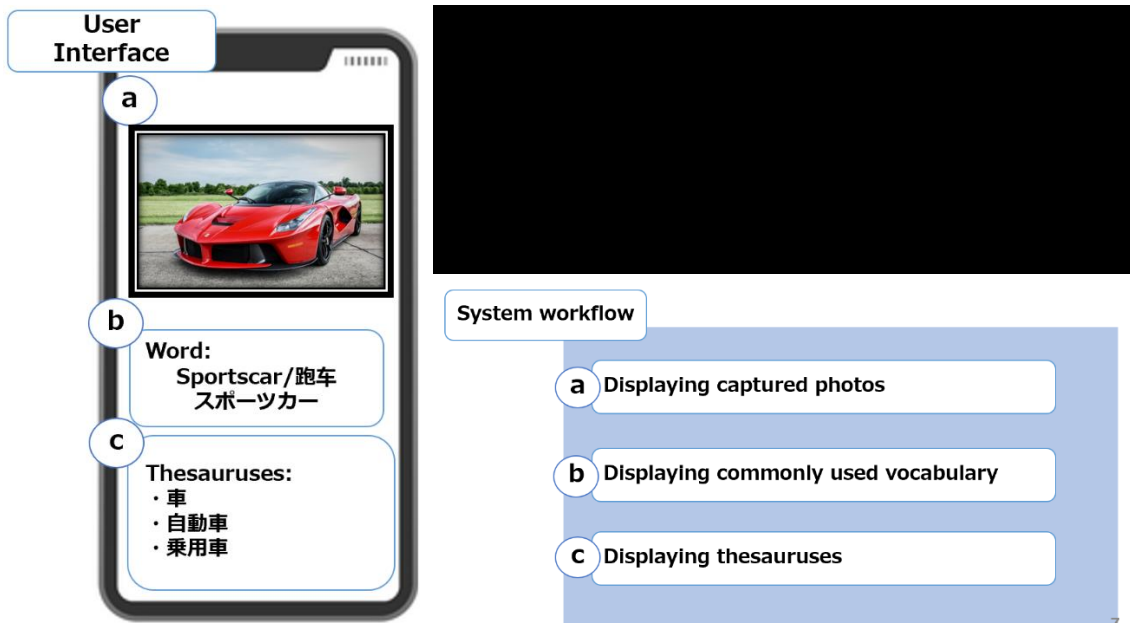 User
Interface
a
b
Word:
Sportscar/跑车
スポーツカー
c
Thesauruses:
・車
・自動車
・乗用車
System workflow
a Displaying captured photos
b Displaying commonly used vocabulary
c Displaying thesauruses